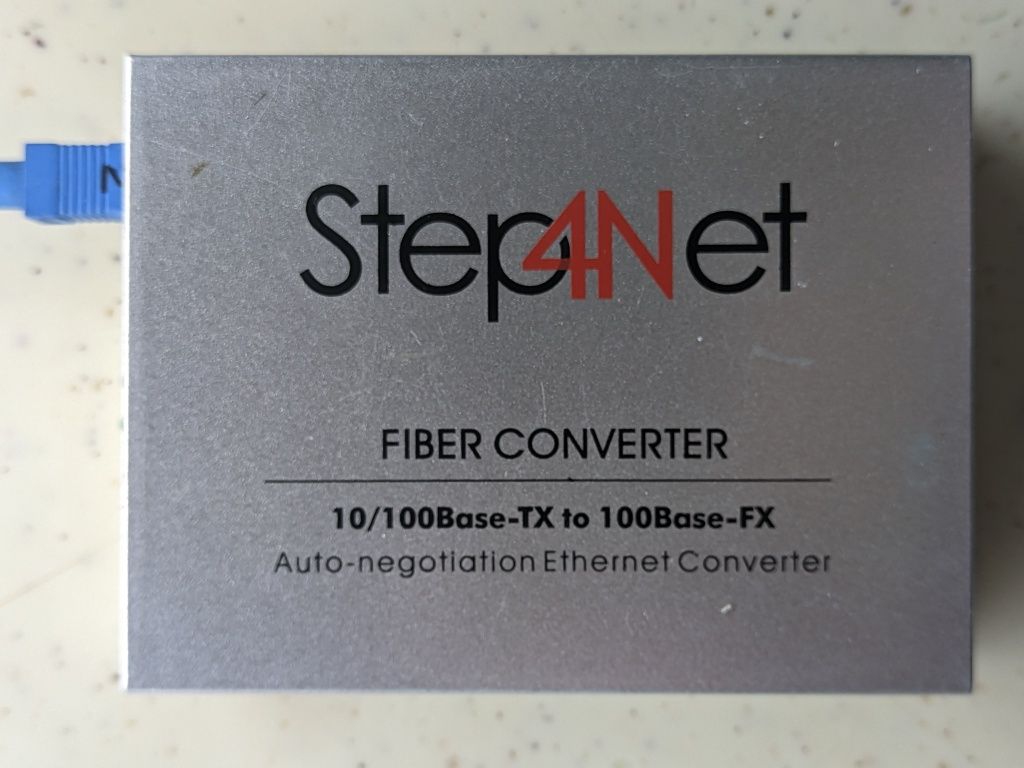 Step4Net
FIBER CONVERTER
10/100Base-TX to 100Base-FX
Auto-negotiation Ethernet Converter